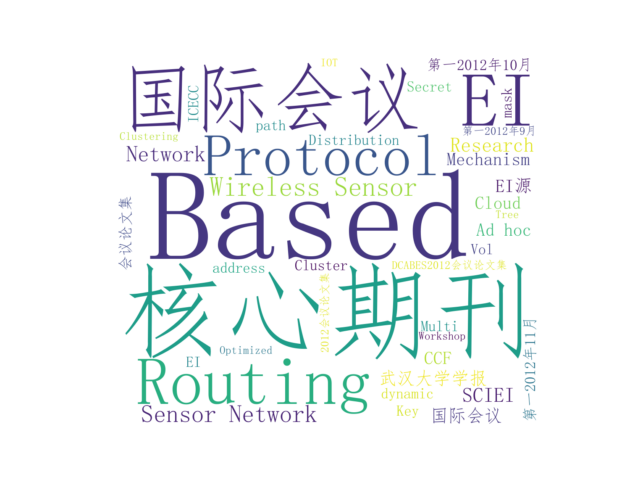 IOT
第一2012年10月
国际会议
EI
ICECC
Secret
mask
path
第一2012年9月
Clustering
Distribution
Protocol
Research
Network
Mechanism
Wireless Sensor
EI源
Based
Cloud
会议论文集
Tree
Ad hoc
Vol
address
Cluster
DCABES2012会议录文集
核心期刊
2012会议论文集
Multi
Workshop
Optimized
第一2012年11月
EI
CCF
Routing
武汉大学学报
dynamic
SCIEI
Key
Sensor Network
国际会议